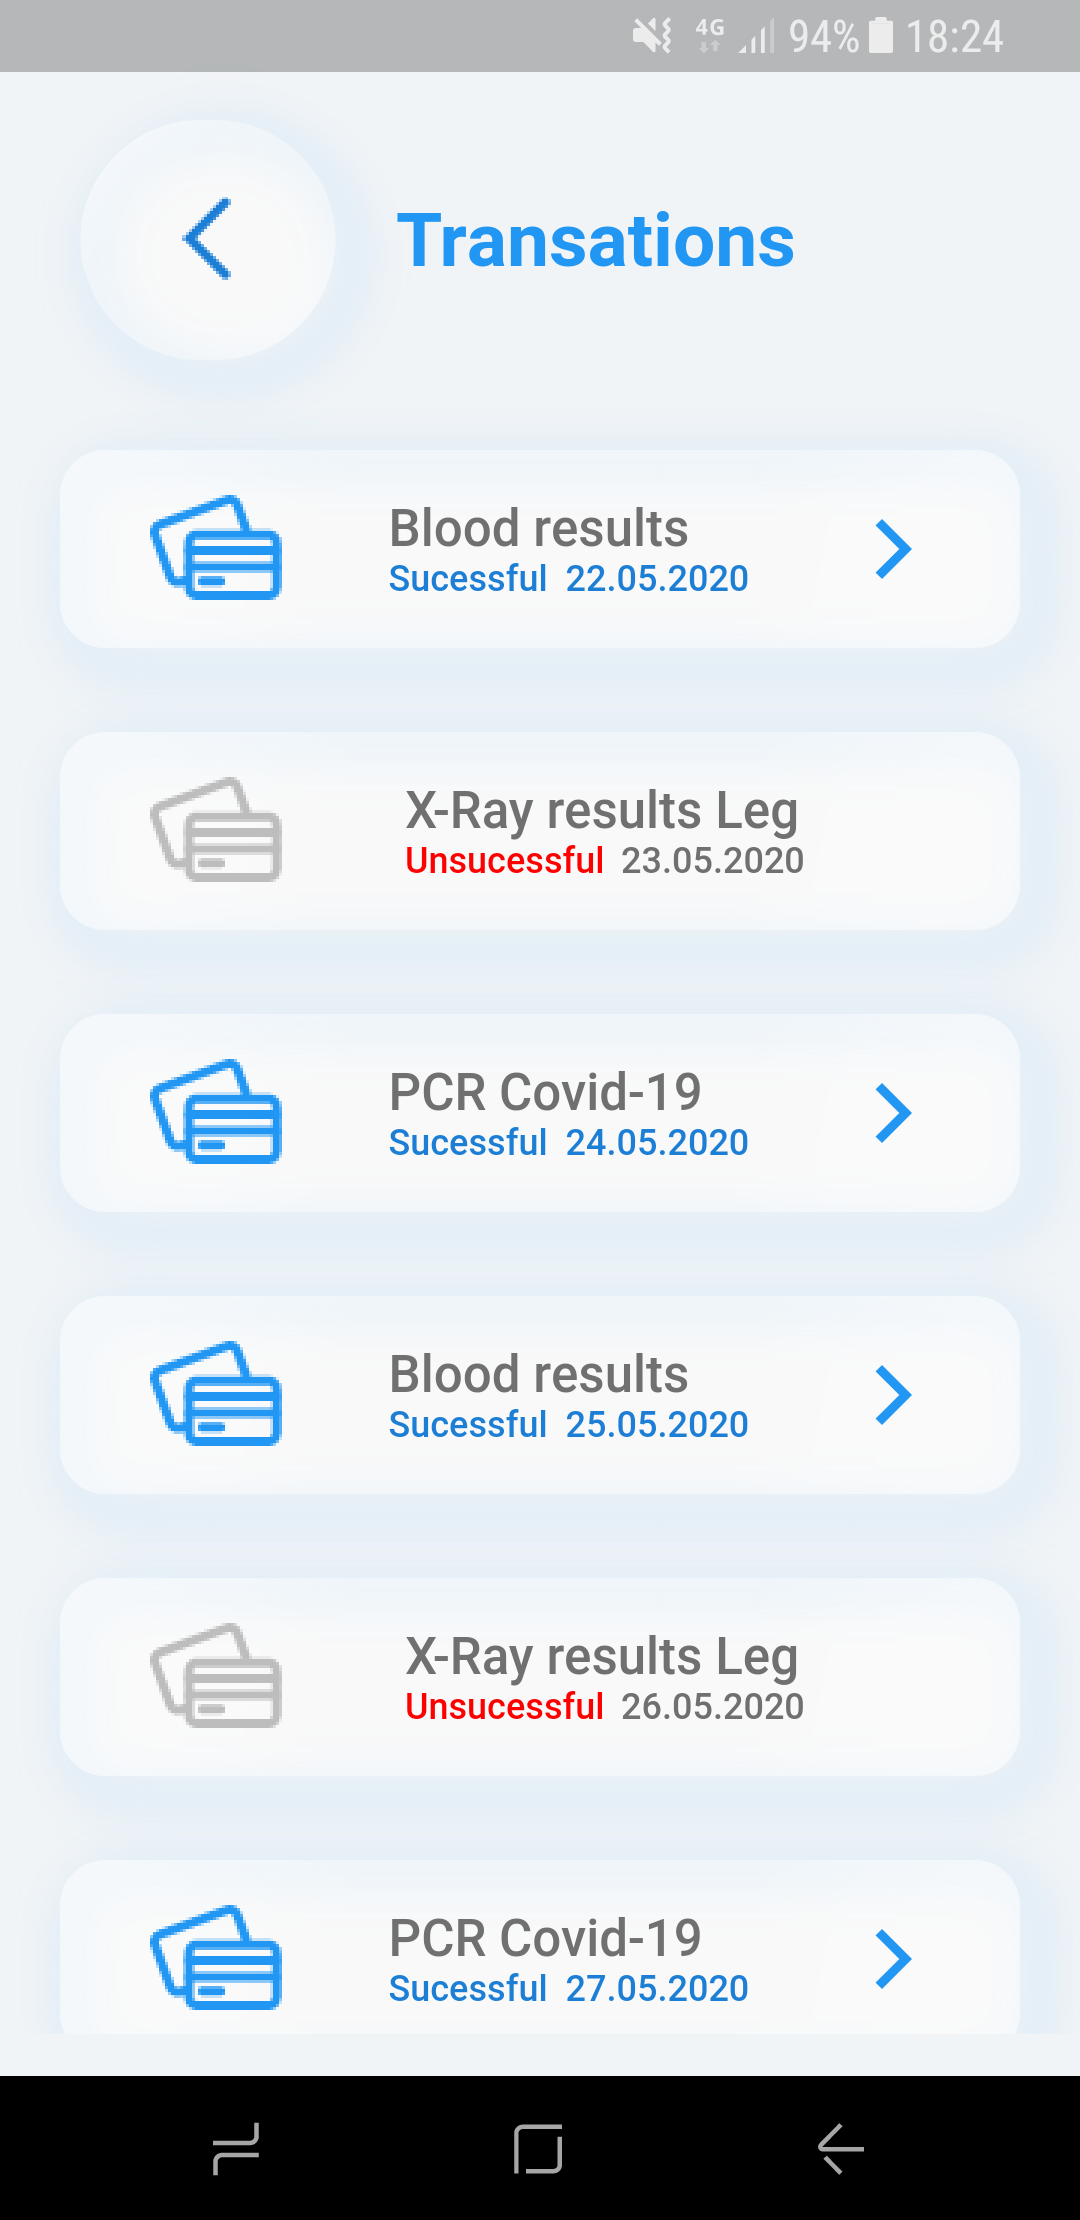 4G 94% 18:24
Transations
Blood results
Sucessful 22.05.2020
X-Ray results Leg
Unsucessful 23.05.2020
PCR Covid-19
Sucessful 24.05.2020
Blood results
Sucessful 25.05.2020
X-Ray results Leg
Unsucessful 26.05.2020
PCR Covid-19
Sucessful 27.05.2020